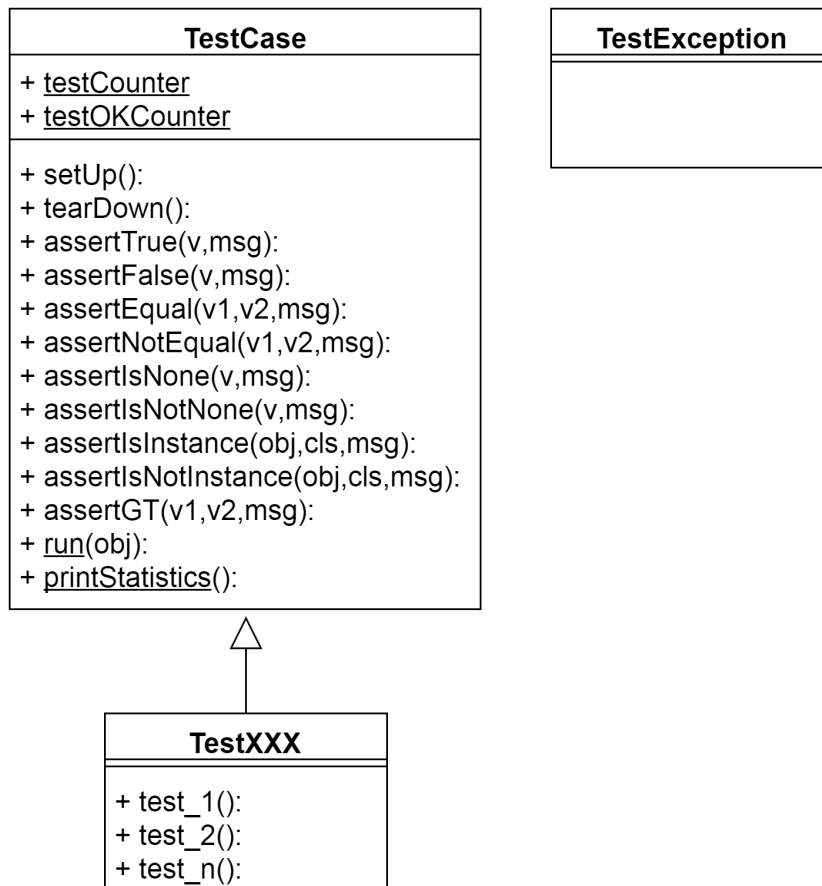 TestCase
+ testCounter
+ testOKCounter
+ setUp():
+ tearDown():
+ assertTrue(v,msg):
+ assertFalse(v,msg):
+ assertEqual(v1,v2,msg):
+ assertNotEqual(v1,v2,msg):
+ assertIsNone(v,msg):
+ assertIsNotNone(v,msg):
+ assertIsInstance(obj,cls,msg):
+ assertIsNotInstance(obj,cls,msg):
+ assertGT(v1,v2,msg):
+ run(obj):
+ printStatistics():
TestException
TestXXX
+ test_1():
+ test_2():
+ test_n():